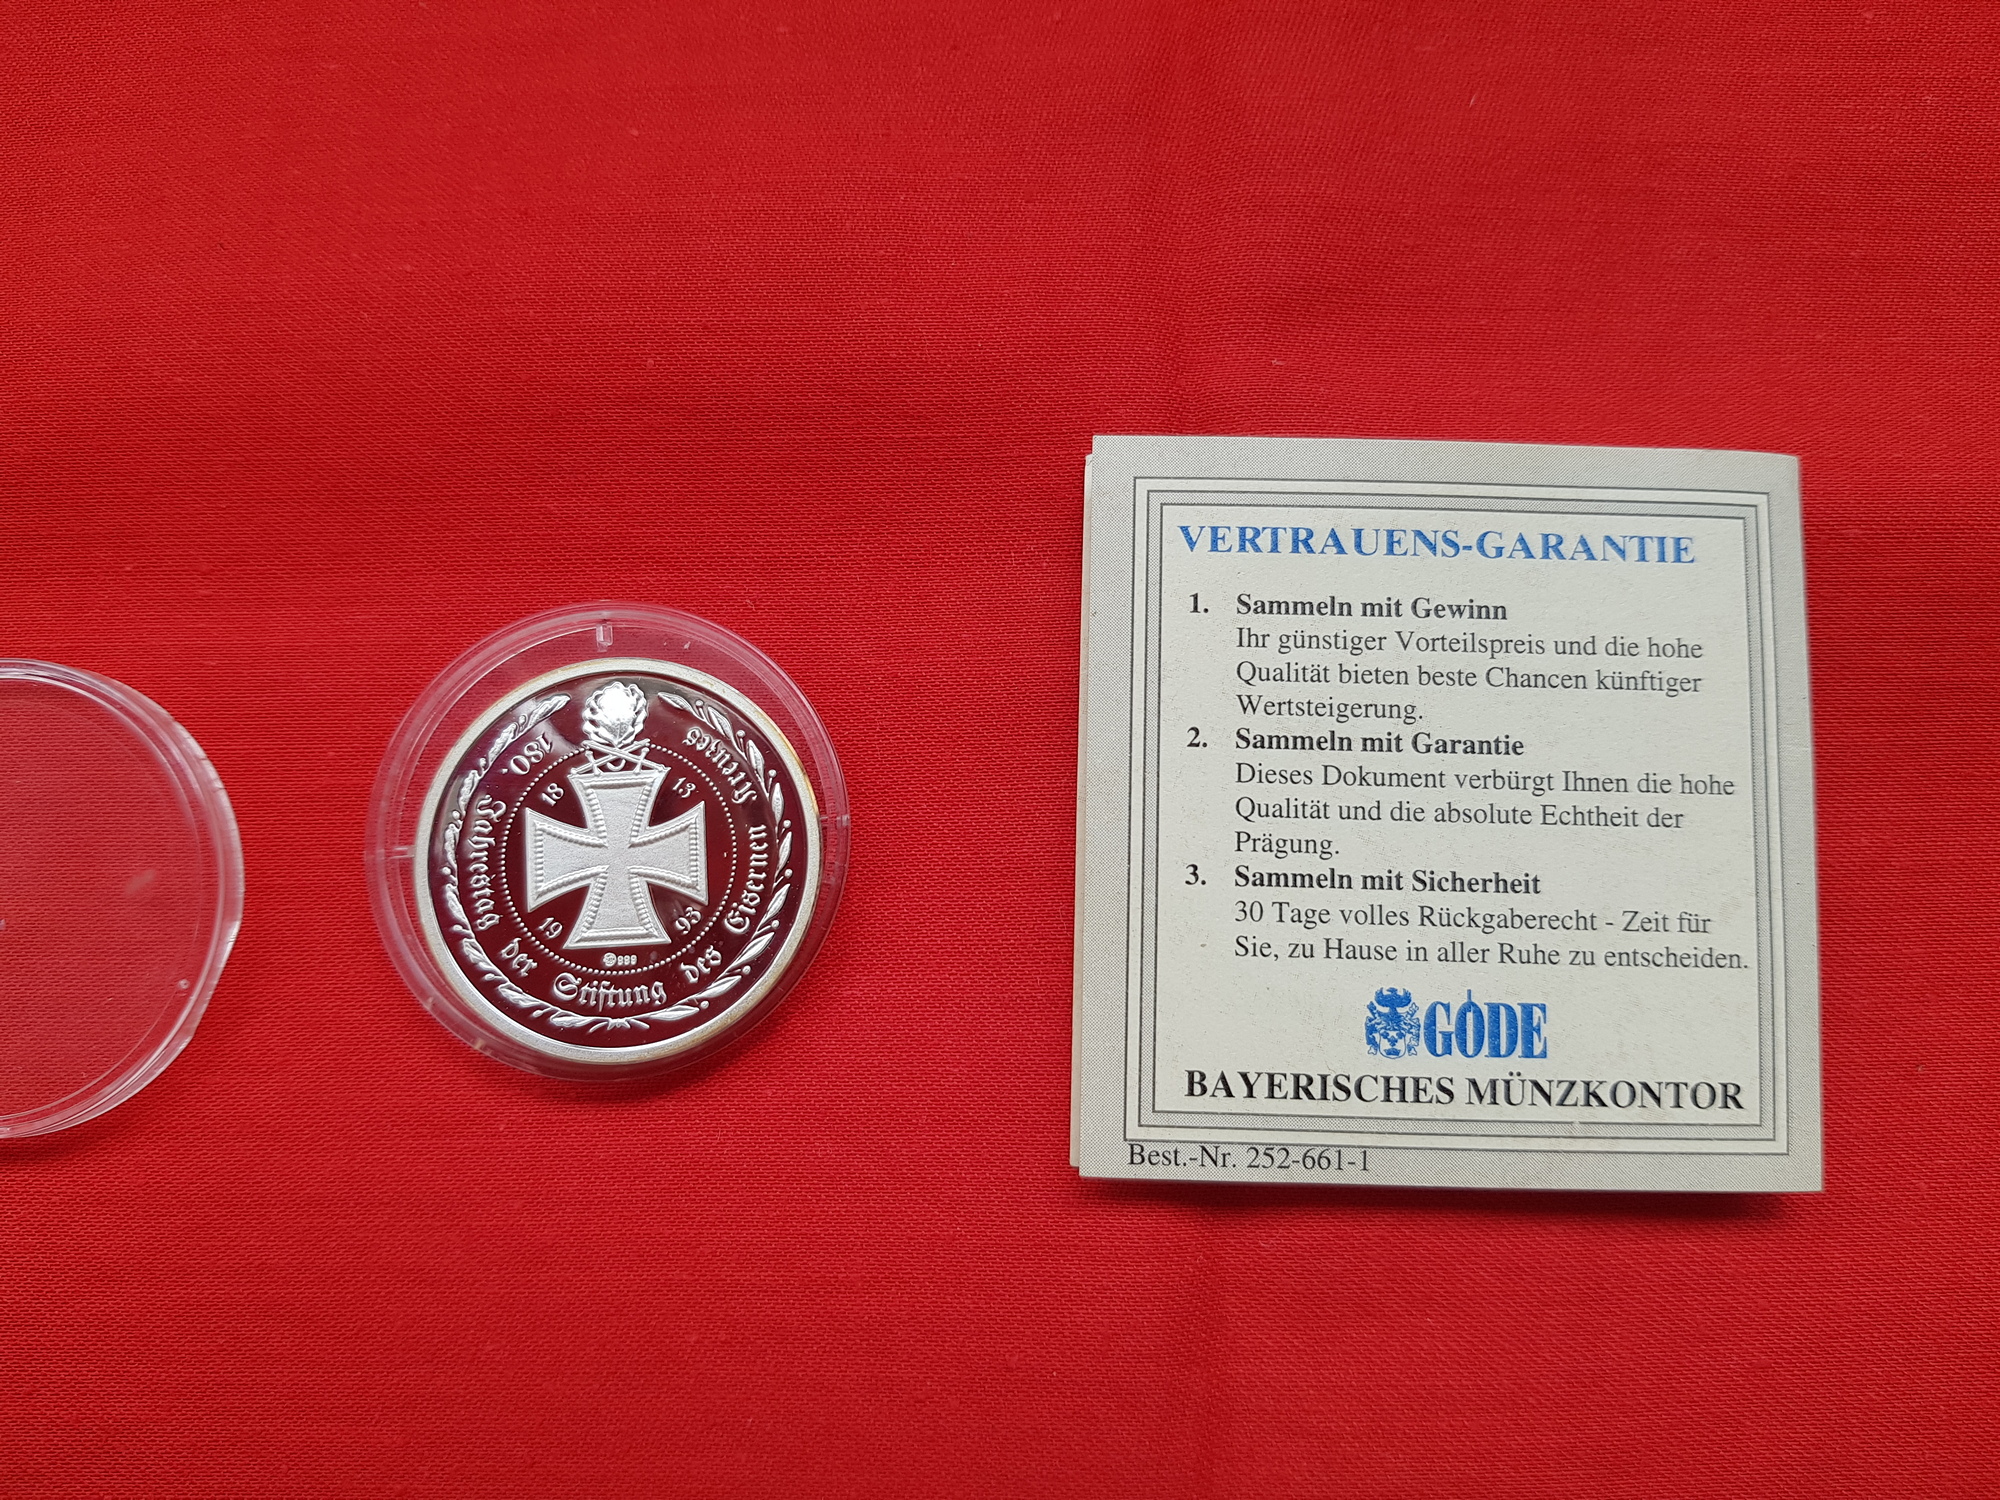 180. Jahrestag der Stiftung des Eisernen Kreuzes
18 13
19 93
999
VERTRAUENS-GARANTIE
1. Sammeln mit Gewinn
Ihr günstiger Vorteilspreis und die hohe
Qualität bieten beste Chancen künftiger
Wertsteigerung.
2. Sammeln mit Garantie
Dieses Dokument verbürgt Ihnen die hohe
Qualität und die absolute Echtheit der
Prägung.
3. Sammeln mit Sicherheit
30 Tage volles Rückgaberecht - Zeit für
Sie, zu Hause in aller Ruhe zu entscheiden.
GÖDE
BAYERISCHES MÜNZKONTOR
Best.-Nr. 252-661-1